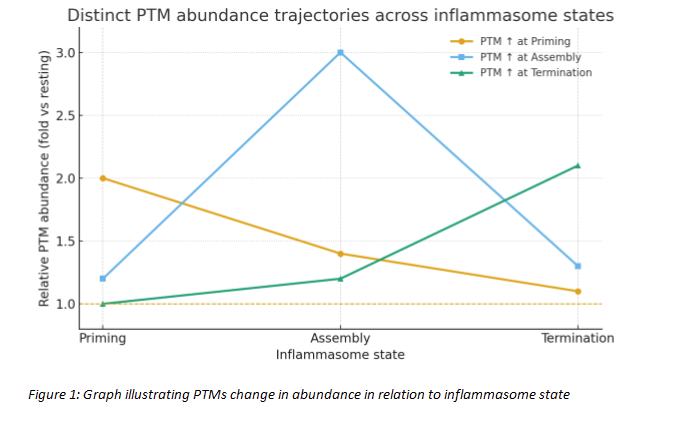 Distinct PTM abundance trajectories across inflammasome states
Relative PTM abundance (fold vs resting)
3.0
2.5
2.0
1.5
1.0
PTM ↑ at Priming
PTM ↑ at Assembly
PTM ↑ at Termination
Priming Assembly Termination
Inflammasome state
Figure 1: Graph illustrating PTMs change in abundance in relation to inflammasome state